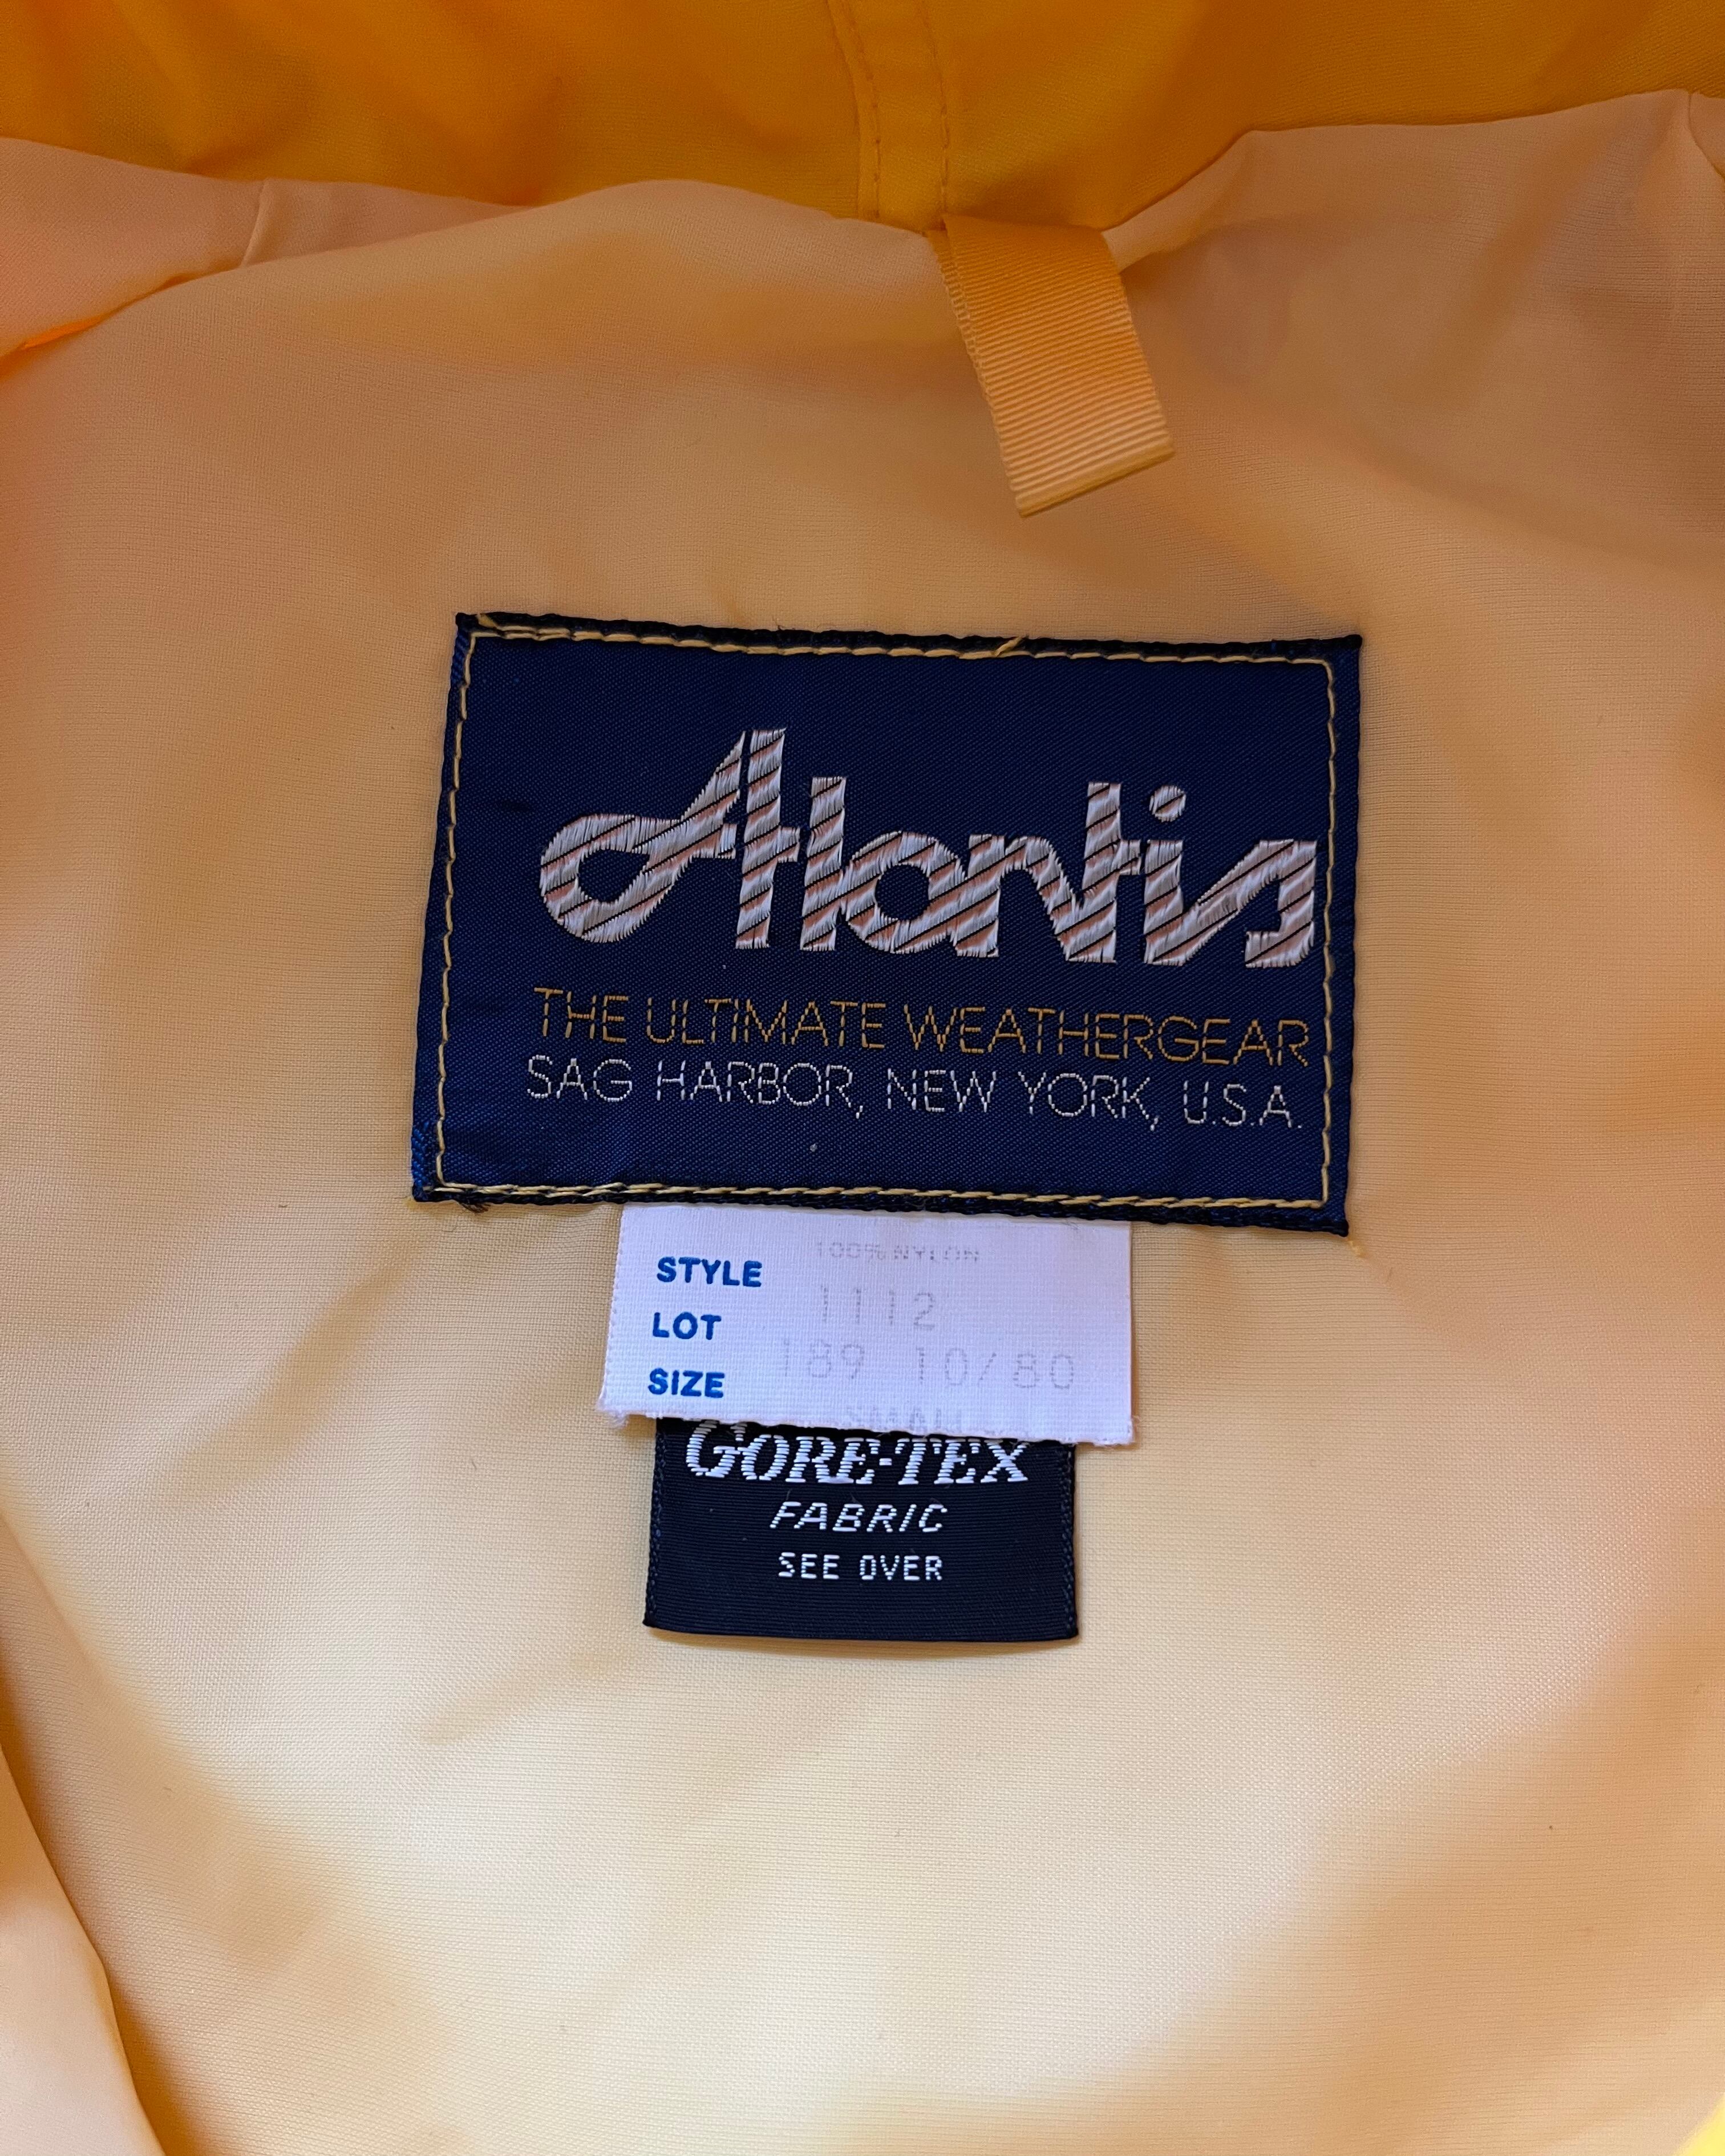 Atlantis
THE ULTIMATE WEATHERGEAR
SAG HARBOR, NEW YORK, U.S.A.
100% NYLON
STYLE 1112
LOT 189 10/80
SIZE SMALL
GORE-TEX
FABRIC
SEE OVER